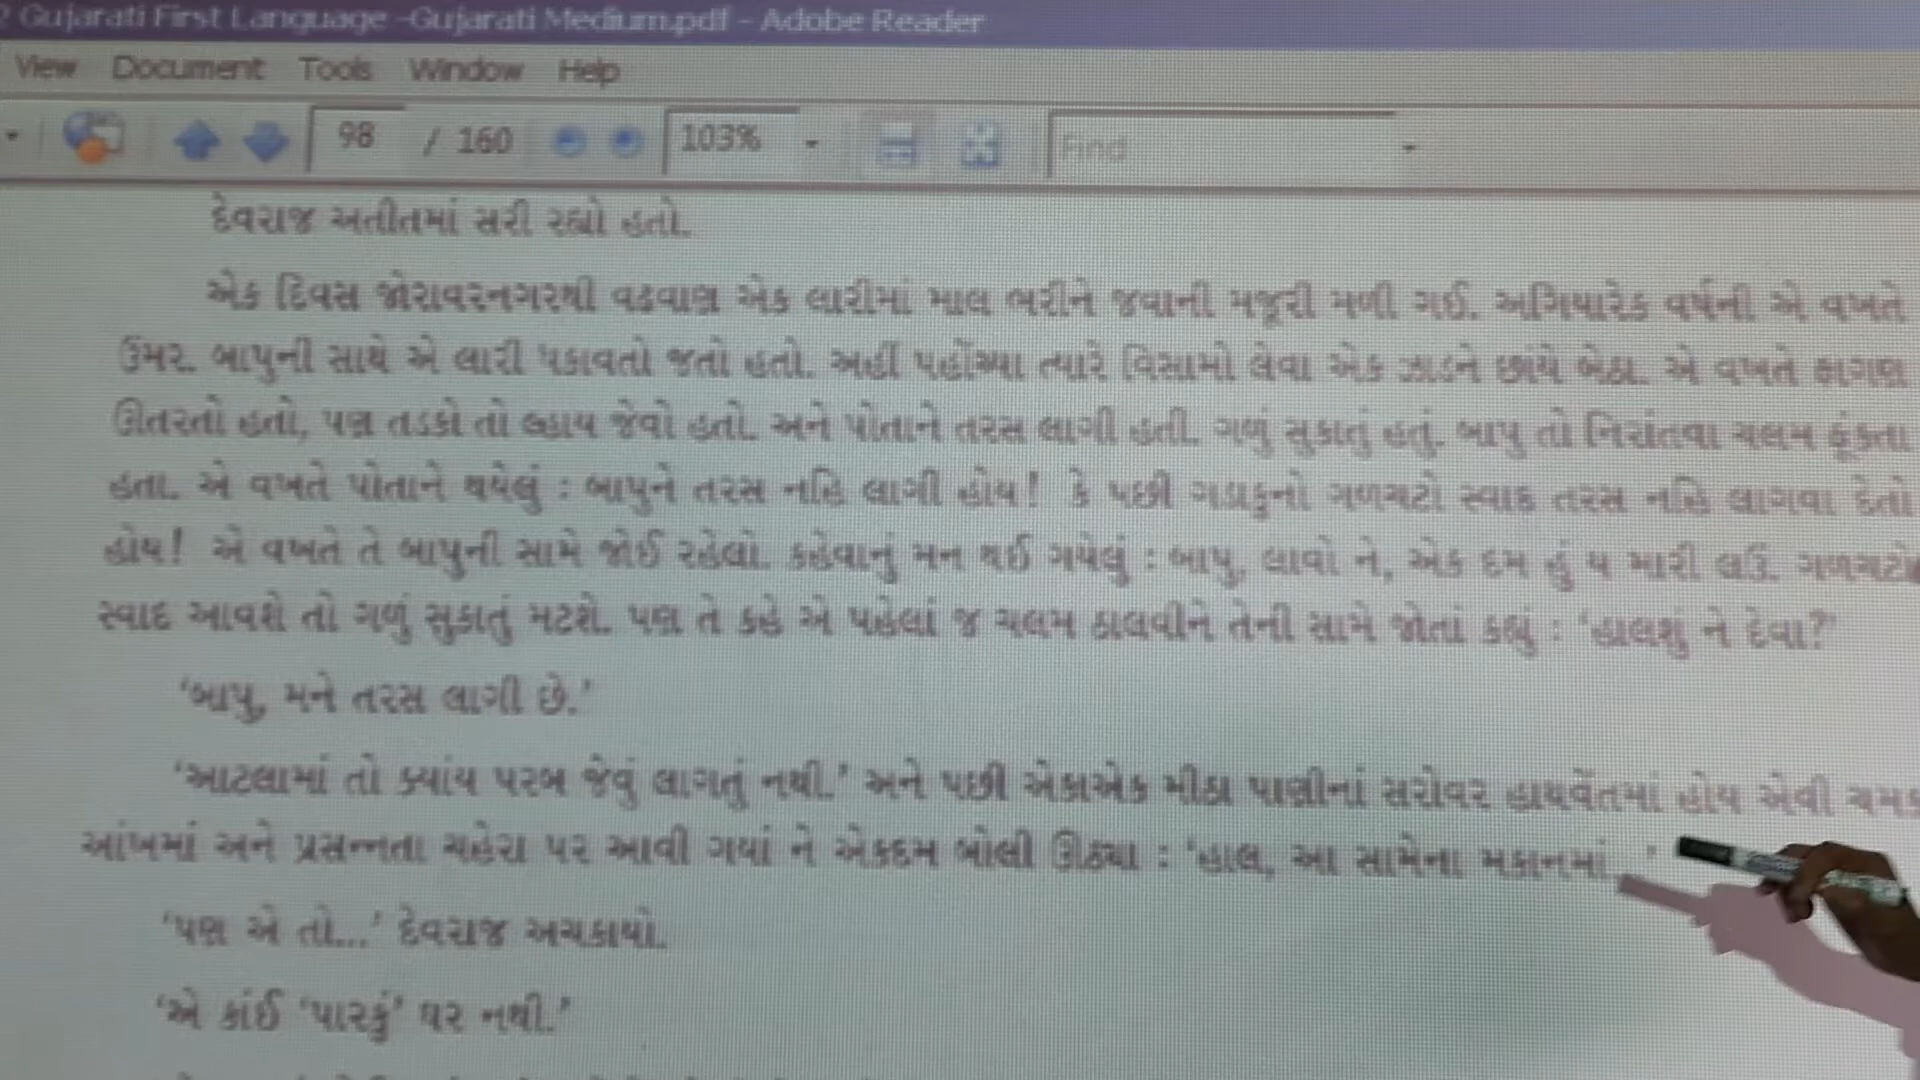 Gujarati First Language -Gujarati Medium.pdf - Adobe Reader
View Document Tools Window Help
98 / 160 103% Find
દેવરાજ અતીતમાં સરી રહ્યો હતો.
એક દિવસ જોરાવરનગરથી વઢવાણ એક લારીમાં માલ ભરીને જવાની મજૂરી મળી ગઈ. અગિયારેક વર્ષની એ વખતે
ઉંમર. બાપુની સાથે એ લારી ધકાવતો જતો હતો. અહીં પહોંચ્યા ત્યારે વિસામો લેવા એક ઝાડને છાંયે બેઠા. એ વખતે ફાગણ
ઊતરતો હતો, પણ તડકો તો લ્હાય જેવો હતો. અને પોતાને તરસ લાગી હતી. ગળું સુકાતું હતું. બાપુ તો નિરાંતવા ચલમ ફૂંકતા
હતા. એ વખતે પોતાને થયેલું : બાપુને તરસ નહિ લાગી હોય! કે પછી ગડાકુનો ગળચટો સ્વાદ તરસ નહિ લાગવા દેતો
હોય! એ વખતે તે બાપુની સામે જોઈ રહેલો. કહેવાનું મન થઈ ગયેલું : બાપુ, લાવો ને, એક દમ હું ય મારી લઉં. ગળચટો
સ્વાદ આવશે તો ગળું સુકાતું મટશે. પણ તે કહે એ પહેલાં જ ચલમ ઠાલવીને તેની સામે જોતાં કહ્યું : ‘હાલશું ને દેવા?’
‘બાપુ, મને તરસ લાગી છે.’
‘આટલામાં તો ક્યાંય પરબ જેવું લાગતું નથી.’ અને પછી એકાએક મીઠા પાણીનાં સરોવર હાથવેંતમાં હોય એવી ચમક
આંખમાં અને પ્રસન્નતા ચહેરા પર આવી ગયાં ને એકદમ બોલી ઊઠ્યા : ‘હાલ, આ સામેના મકાનમાં...’
‘પણ એ તો...’ દેવરાજ અચકાયો.
‘એ કાંઈ ‘પારકું’ ઘર નથી.’